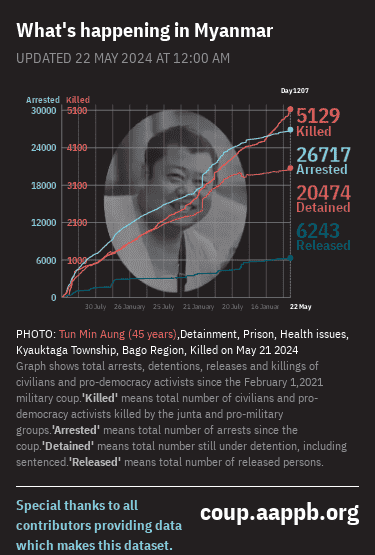 What's happening in Myanmar
UPDATED 22 MAY 2024 AT 12:00 AM
Day1207
Arrested Killed
30000 5100
24000 4100
18000 3100
12000 2100
6000 1000
0
5129
Killed
26717
Arrested
20474
Detained
6243
Released
30 July 26 January 25 July 21 January 20 July 16 Janaury 22 May
PHOTO: Tun Min Aung (45 years),Detainment, Prison, Health issues,
Kyauktaga Township, Bago Region, Killed on May 21 2024
Graph shows total arrests, detentions, releases and killings of
civilians and pro-democracy activists since the February 1,2021
military coup.'Killed' means total number of civilians and pro-
democracy activists killed by the junta and pro-military
groups.'Arrested' means total number of arrests since the
coup.'Detained' means total number still under detention, including
sentenced.'Released' means total number of released persons.
Special thanks to all
contributors providing data
which makes this dataset.
coup.aappb.org